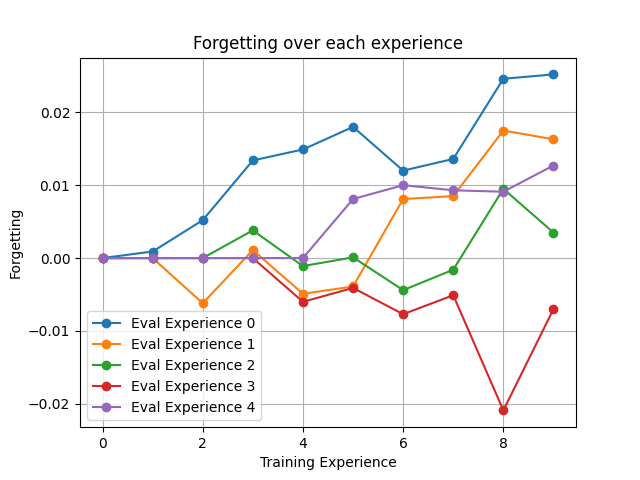 Forgetting over each experience
Forgetting
0.02
0.01
0.00
−0.01
−0.02
Eval Experience 0
Eval Experience 1
Eval Experience 2
Eval Experience 3
Eval Experience 4
0 2 4 6 8
Training Experience